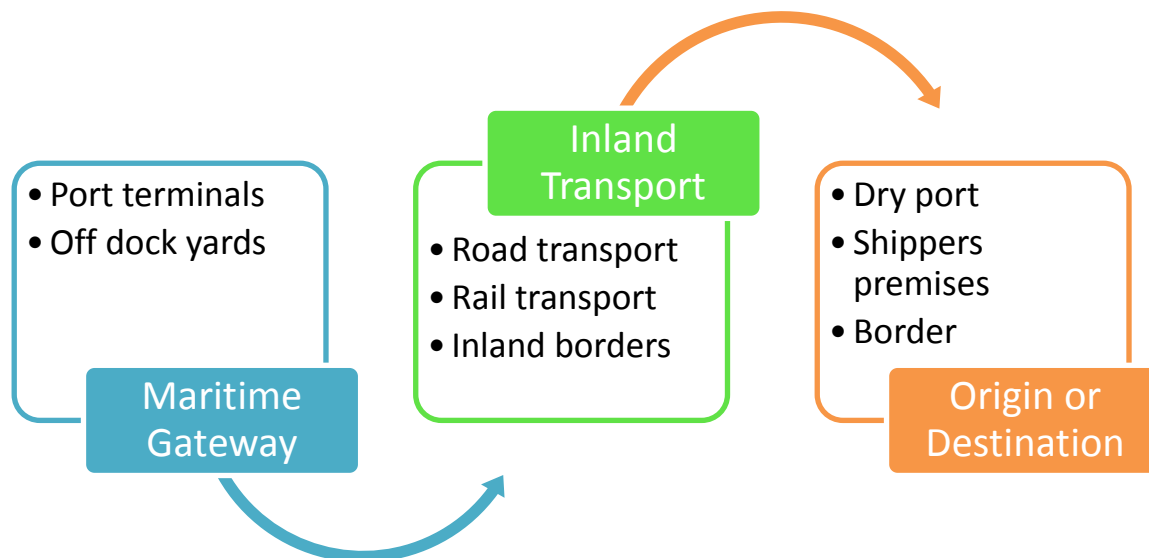 • Port terminals
• Off dock yards
Maritime
Gateway
Inland
Transport
• Road transport
• Rail transport
• Inland borders
• Dry port
• Shippers
premises
• Border
Origin or
Destination